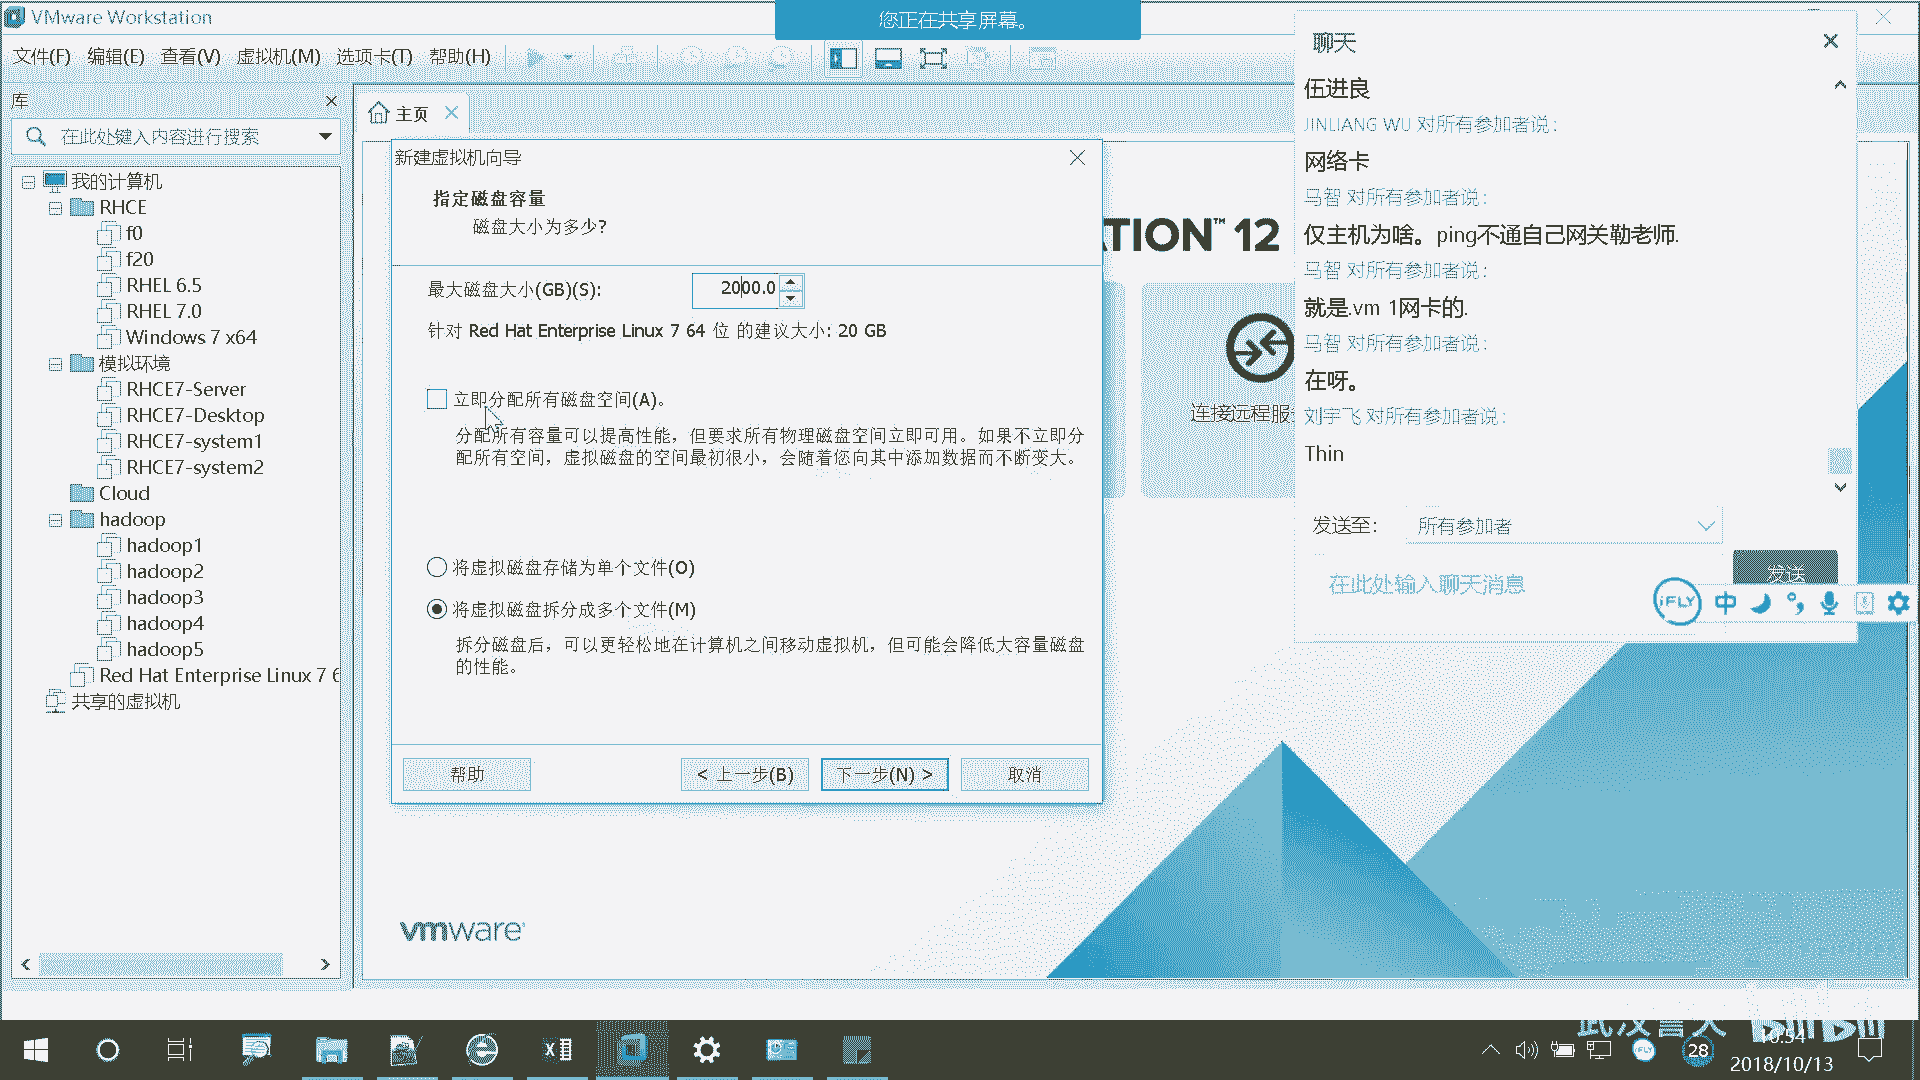 VMware Workstation
您正在共享屏幕。
文件(F) 编辑(E) 查看(V) 虚拟机(M) 选项卡(T) 帮助(H)
库
在此处键入内容进行搜索
我的计算机
RHCE
f0
f20
RHEL 6.5
RHEL 7.0
Windows 7 x64
模拟环境
RHCE7-Server
RHCE7-Desktop
RHCE7-system1
RHCE7-system2
Cloud
hadoop
hadoop1
hadoop2
hadoop3
hadoop4
hadoop5
Red Hat Enterprise Linux 7 6
共享的虚拟机
主页
新建虚拟机向导
指定磁盘容量
磁盘大小为多少?
最大磁盘大小(GB)(S): 2000.0
针对 Red Hat Enterprise Linux 7 64 位 的建议大小: 20 GB
立即分配所有磁盘空间(A)。
分配所有容量可以提高性能，但要求所有物理磁盘空间立即可用。如果不立即分
配所有空间，虚拟磁盘的空间最初很小，会随着您向其中添加数据而不断变大。
将虚拟磁盘存储为单个文件(O)
将虚拟磁盘拆分成多个文件(M)
拆分磁盘后，可以更轻松地在计算机之间移动虚拟机，但可能会降低大容量磁盘
的性能。
帮助 < 上一步(B) 下一步(N) > 取消
TION™ 12
连接远程服
vmware
聊天
伍进良
JINLIANG WU 对所有参加者说:
网络卡
马智 对所有参加者说:
仅主机为啥。ping不通自己网关勒老师.
马智 对所有参加者说:
就是.vm 1网卡的.
马智 对所有参加者说:
在呀。
刘宇飞 对所有参加者说:
Thin
发送至: 所有参加者
在此处输入聊天消息
发送
iFLY 中
28
16:54
2018/10/13